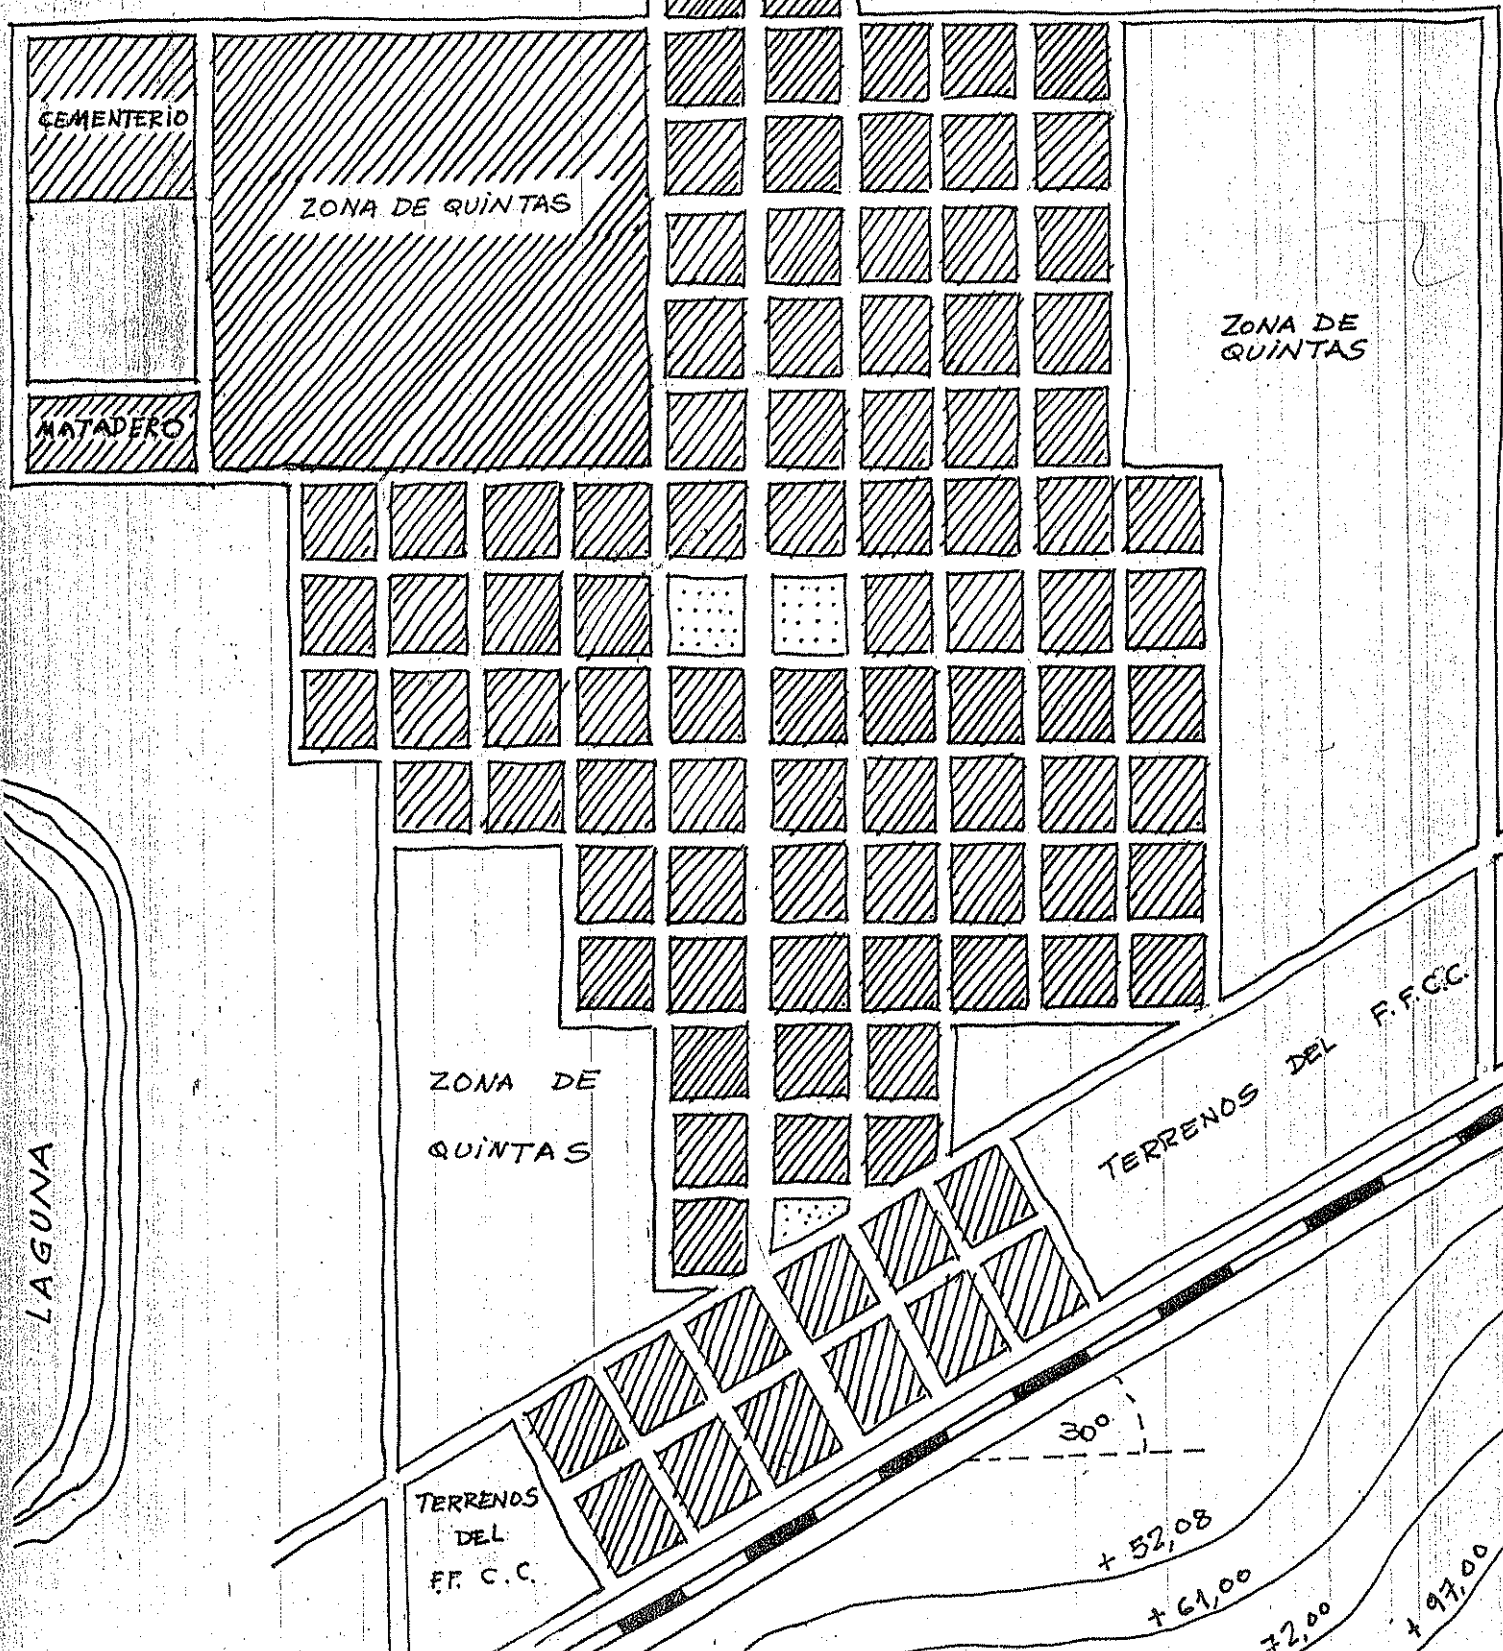 CEMENTERIO
ZONA DE QUINTAS
ZONA DE
QUINTAS
MATADERO
ZONA DE
QUINTAS
LAGUNA
TERRENOS DEL F.F.C.C.
30°
TERRENOS
DEL
F.F. C.C.
+ 52,08
+ 61,00
72,00
+ 97,00